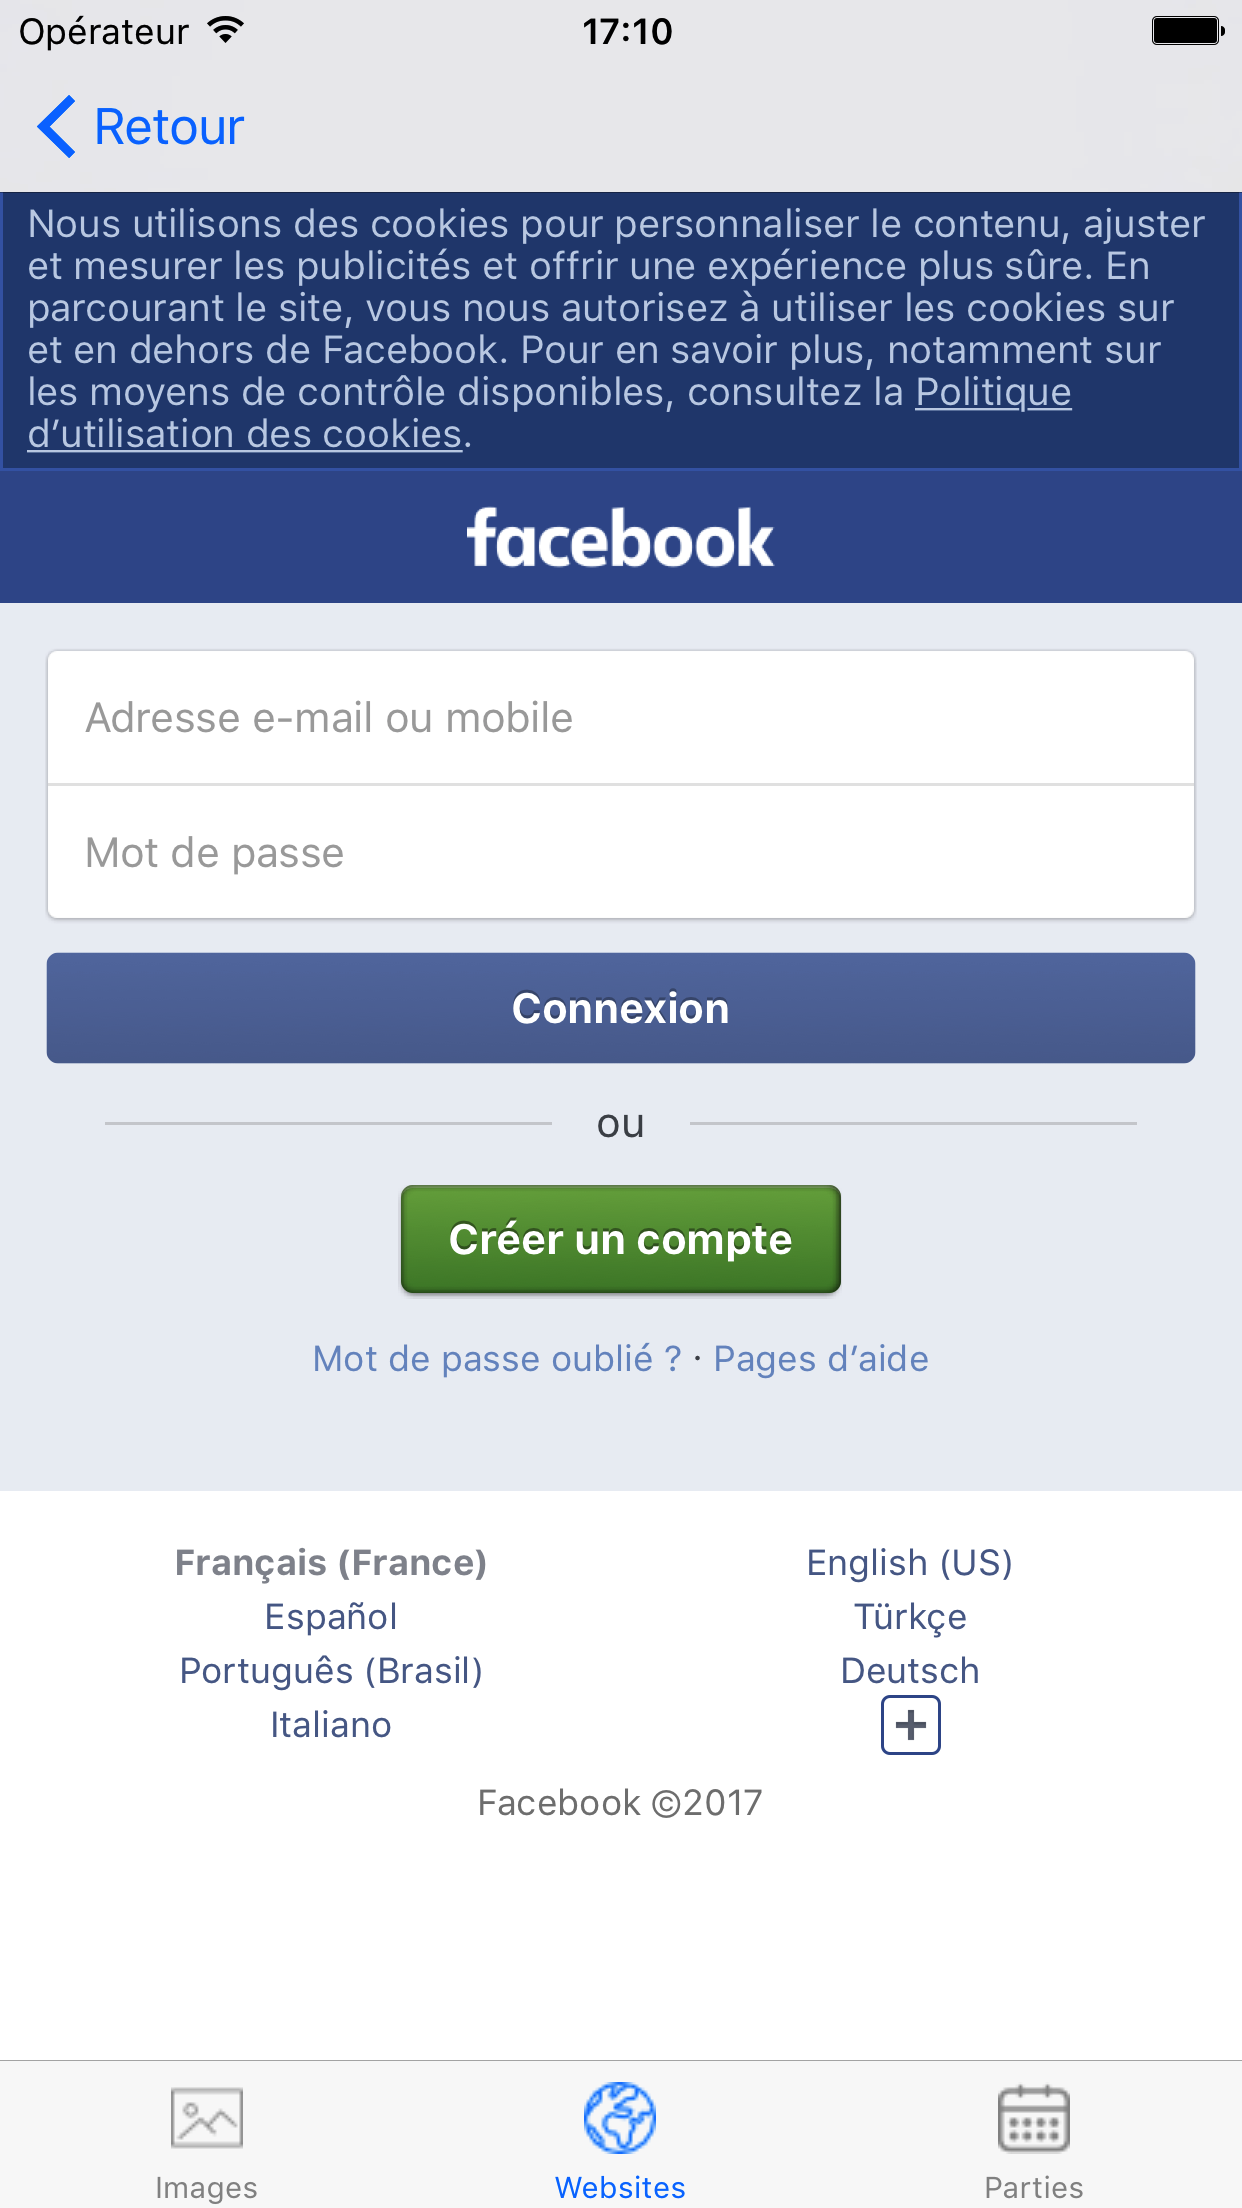 Opérateur 17:10
Retour
Nous utilisons des cookies pour personnaliser le contenu, ajuster
et mesurer les publicités et offrir une expérience plus sûre. En
parcourant le site, vous nous autorisez à utiliser les cookies sur
et en dehors de Facebook. Pour en savoir plus, notamment sur
les moyens de contrôle disponibles, consultez la Politique
d’utilisation des cookies.
facebook
Adresse e-mail ou mobile
Mot de passe
Connexion
ou
Créer un compte
Mot de passe oublié ? · Pages d’aide
Français (France) English (US)
Español Türkçe
Português (Brasil) Deutsch
Italiano +
Facebook ©2017
Images Websites Parties